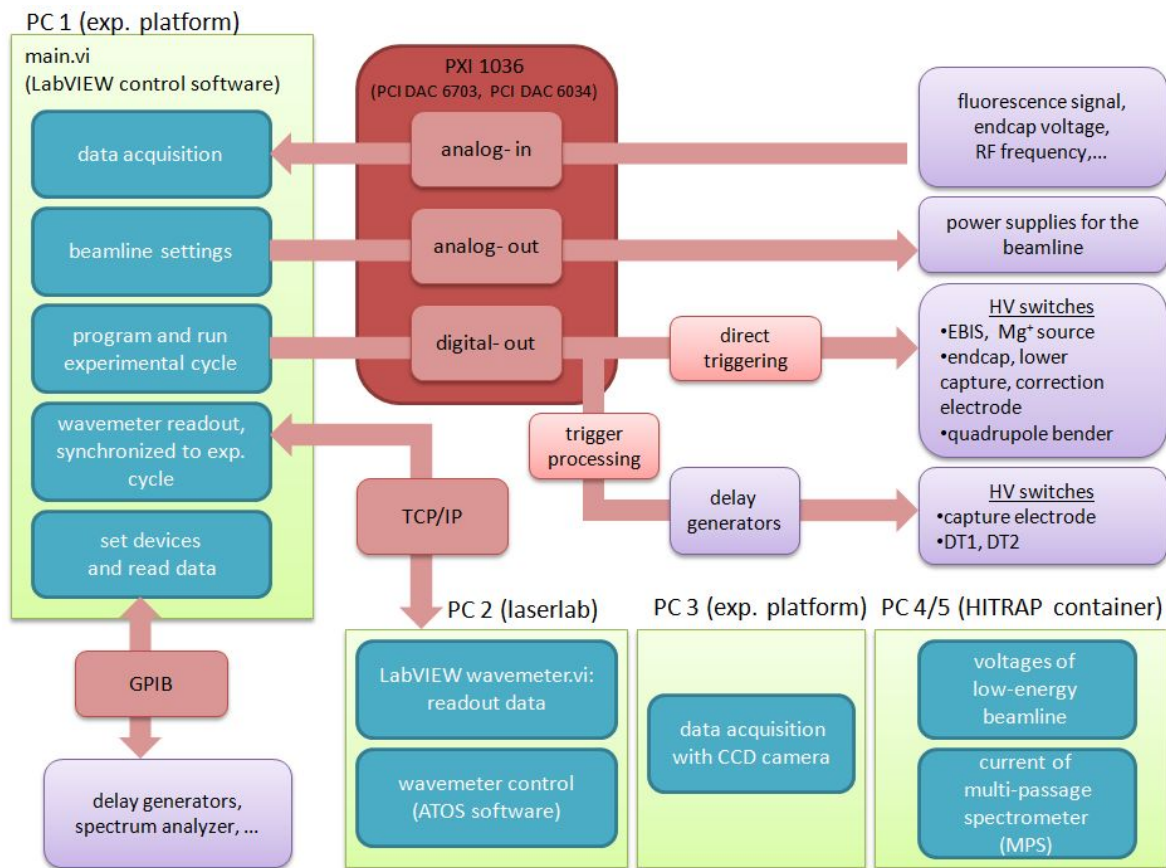 PC 1 (exp. platform)
main.vi
(LabVIEW control software)
data acquisition
beamline settings
program and run
experimental cycle
wavemeter readout,
synchronized to exp.
cycle
set devices
and read data
GPIB
delay generators,
spectrum analyzer, ...
PXI 1036
(PCI DAC 6703, PCI DAC 6034)
analog- in
analog- out
digital- out
direct
triggering
trigger
processing
delay
generators
TCP/IP
fluorescence signal,
endcap voltage,
RF frequency,...
power supplies for the
beamline
HV switches
•EBIS, Mg⁺ source
•endcap, lower
capture, correction
electrode
•quadrupole bender
HV switches
•capture electrode
•DT1, DT2
PC 2 (laserlab)
LabVIEW wavemeter.vi:
readout data
wavemeter control
(ATOS software)
PC 3 (exp. platform)
data acquisition
with CCD camera
PC 4/5 (HITRAP container)
voltages of
low-energy
beamline
current of
multi-passage
spectrometer
(MPS)